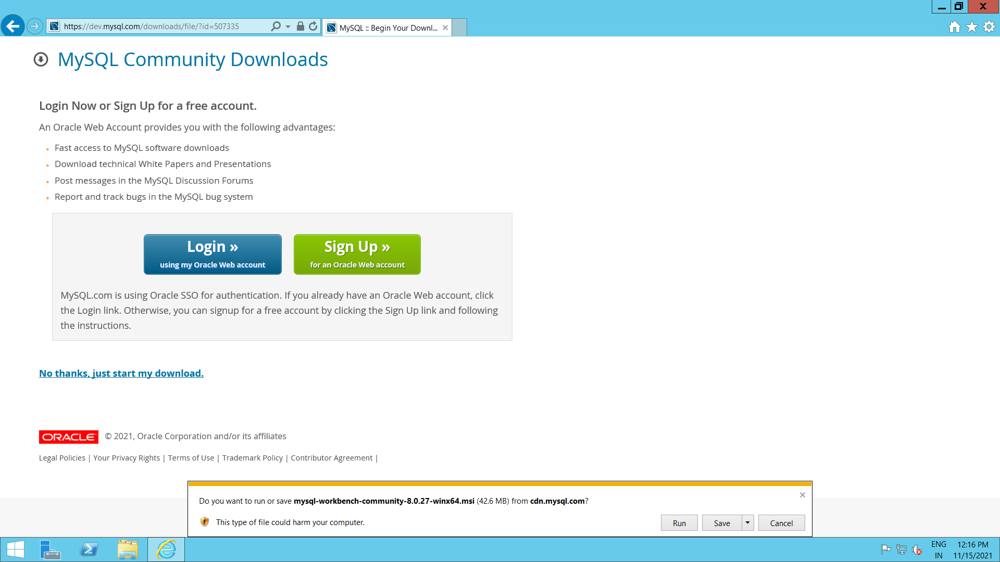 https://dev.mysql.com/downloads/file/?id=507335
MySQL :: Begin Your Downl...
MySQL Community Downloads
Login Now or Sign Up for a free account.
An Oracle Web Account provides you with the following advantages:
Fast access to MySQL software downloads
Download technical White Papers and Presentations
Post messages in the MySQL Discussion Forums
Report and track bugs in the MySQL bug system
Login »
using my Oracle Web account
Sign Up »
for an Oracle Web account
MySQL.com is using Oracle SSO for authentication. If you already have an Oracle Web account, click
the Login link. Otherwise, you can signup for a free account by clicking the Sign Up link and following
the instructions.
No thanks, just start my download.
ORACLE © 2021, Oracle Corporation and/or its affiliates
Legal Policies | Your Privacy Rights | Terms of Use | Trademark Policy | Contributor Agreement |
Do you want to run or save mysql-workbench-community-8.0.27-winx64.msi (42.6 MB) from cdn.mysql.com?
This type of file could harm your computer.
Run
Save
Cancel
ENG
IN
12:16 PM
11/15/2021